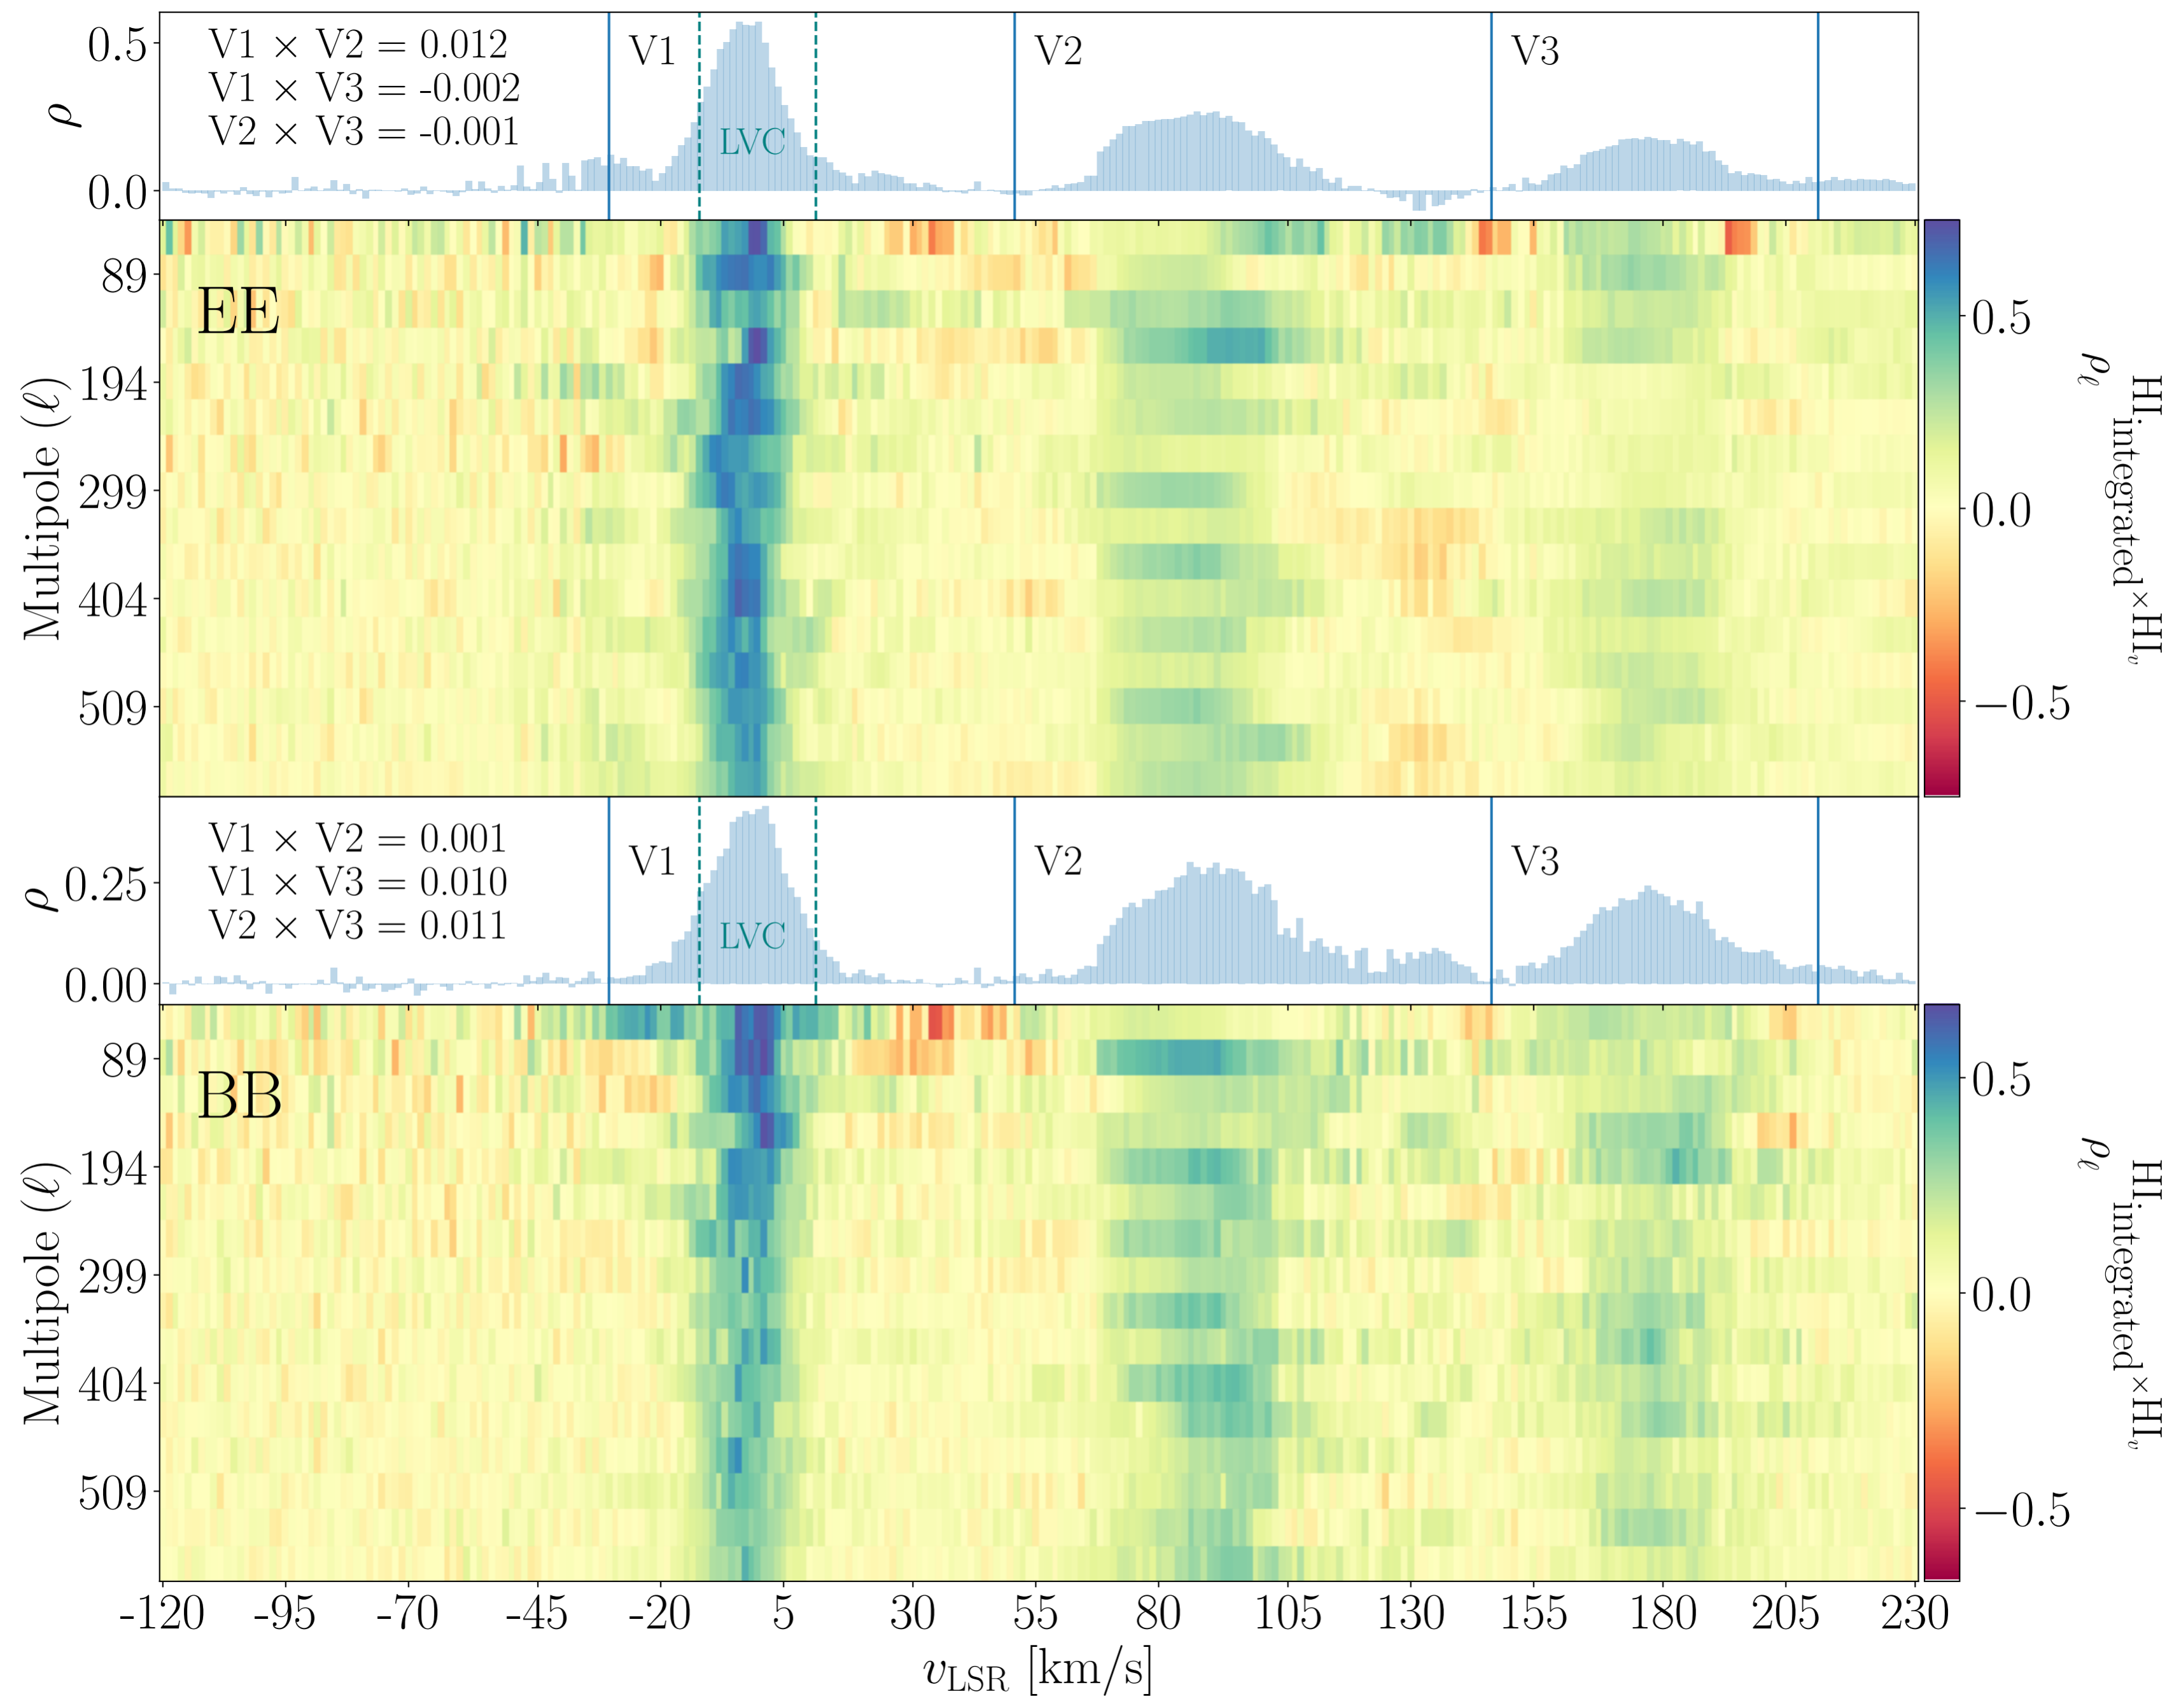 0.5
0.0
ρ
V1 × V2 = 0.012
V1 × V3 = -0.002
V2 × V3 = -0.001
V1
LVC
V2
V3
EE
89
194
299
404
509
Multipole (ℓ)
0.5
0.0
−0.5
ρℓ HI_integrated×HI_v
0.25
0.00
ρ
V1 × V2 = 0.001
V1 × V3 = 0.010
V2 × V3 = 0.011
V1
LVC
V2
V3
BB
89
194
299
404
509
Multipole (ℓ)
0.5
0.0
−0.5
ρℓ HI_integrated×HI_v
-120 -95 -70 -45 -20 5 30 55 80 105 130 155 180 205 230
v_LSR [km/s]